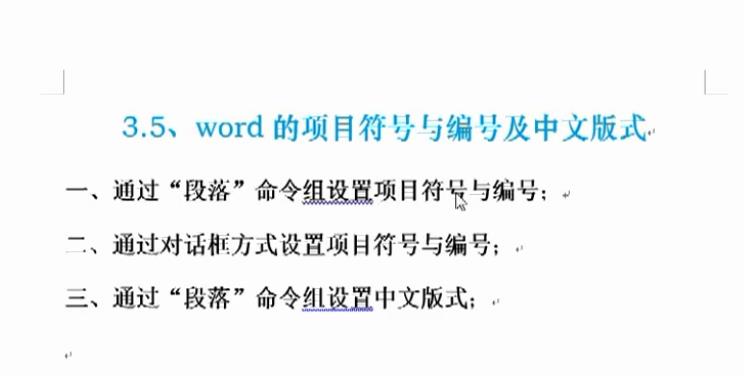 3.5、word 的项目符号与编号及中文版式
一、通过“段落”命令组设置项目符号与编号;
二、通过对话框方式设置项目符号与编号;
三、通过“段落”命令组设置中文版式;